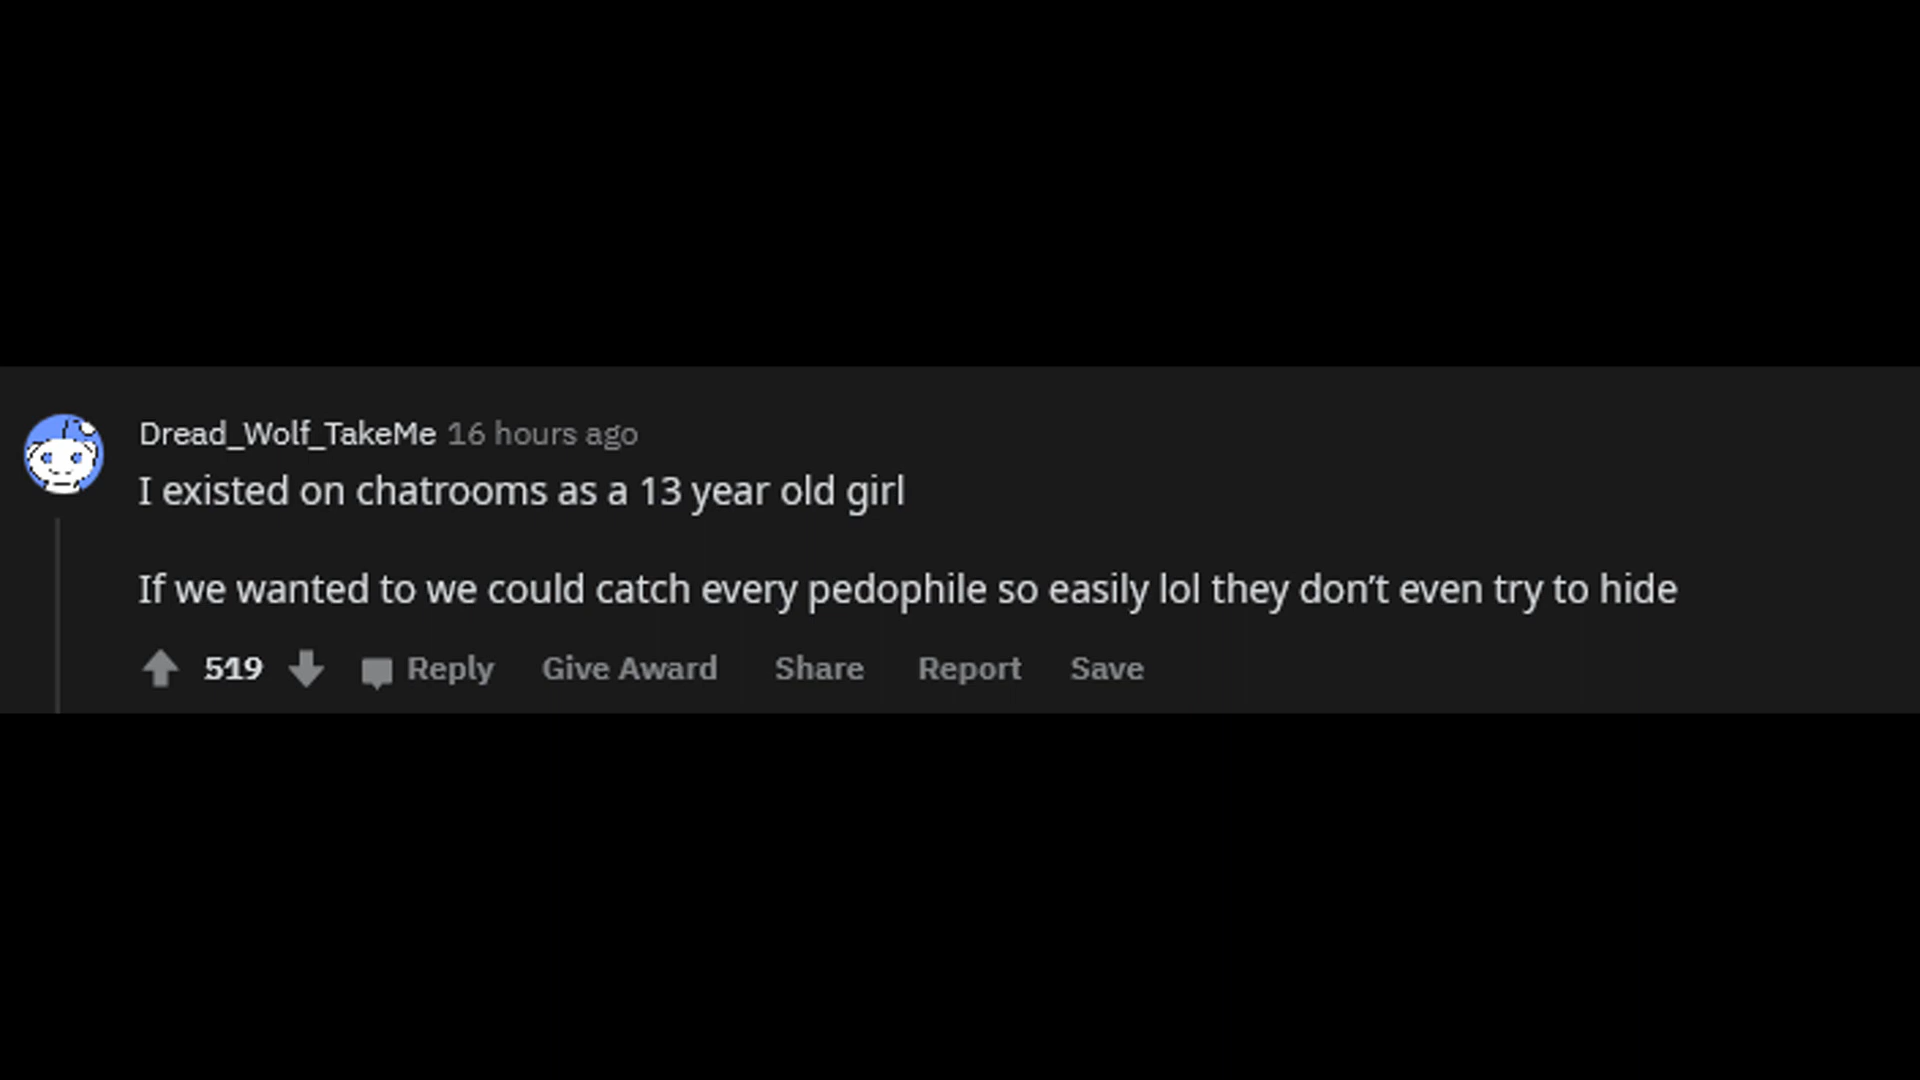 Dread_Wolf_TakeMe 16 hours ago
I existed on chatrooms as a 13 year old girl
If we wanted to we could catch every pedophile so easily lol they don’t even try to hide
519 Reply Give Award Share Report Save